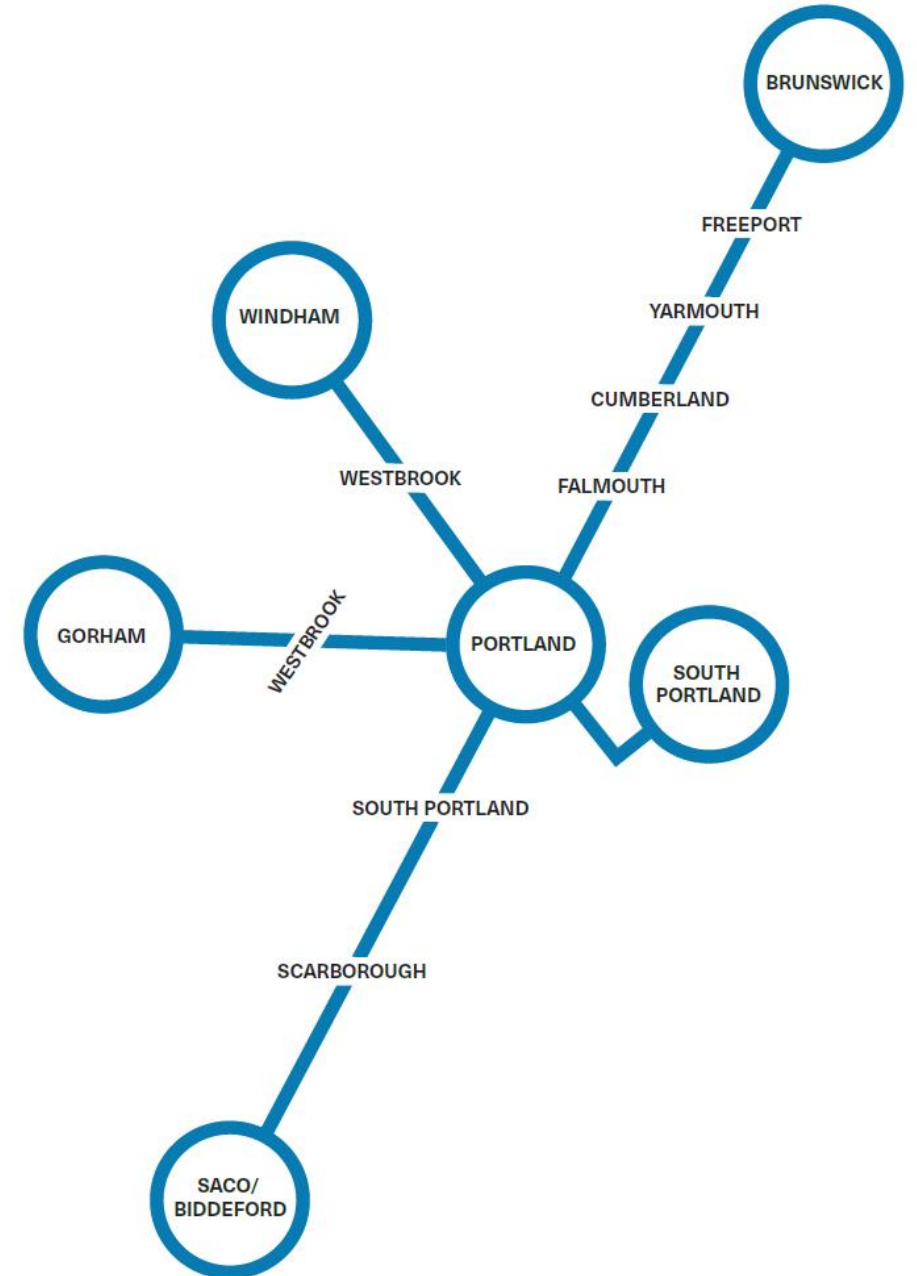 BRUNSWICK
FREEPORT
WINDHAM
YARMOUTH
CUMBERLAND
WESTBROOK
FALMOUTH
GORHAM
WESTBROOK
PORTLAND
SOUTH
PORTLAND
SOUTH PORTLAND
SCARBOROUGH
SACO/
BIDDEFORD